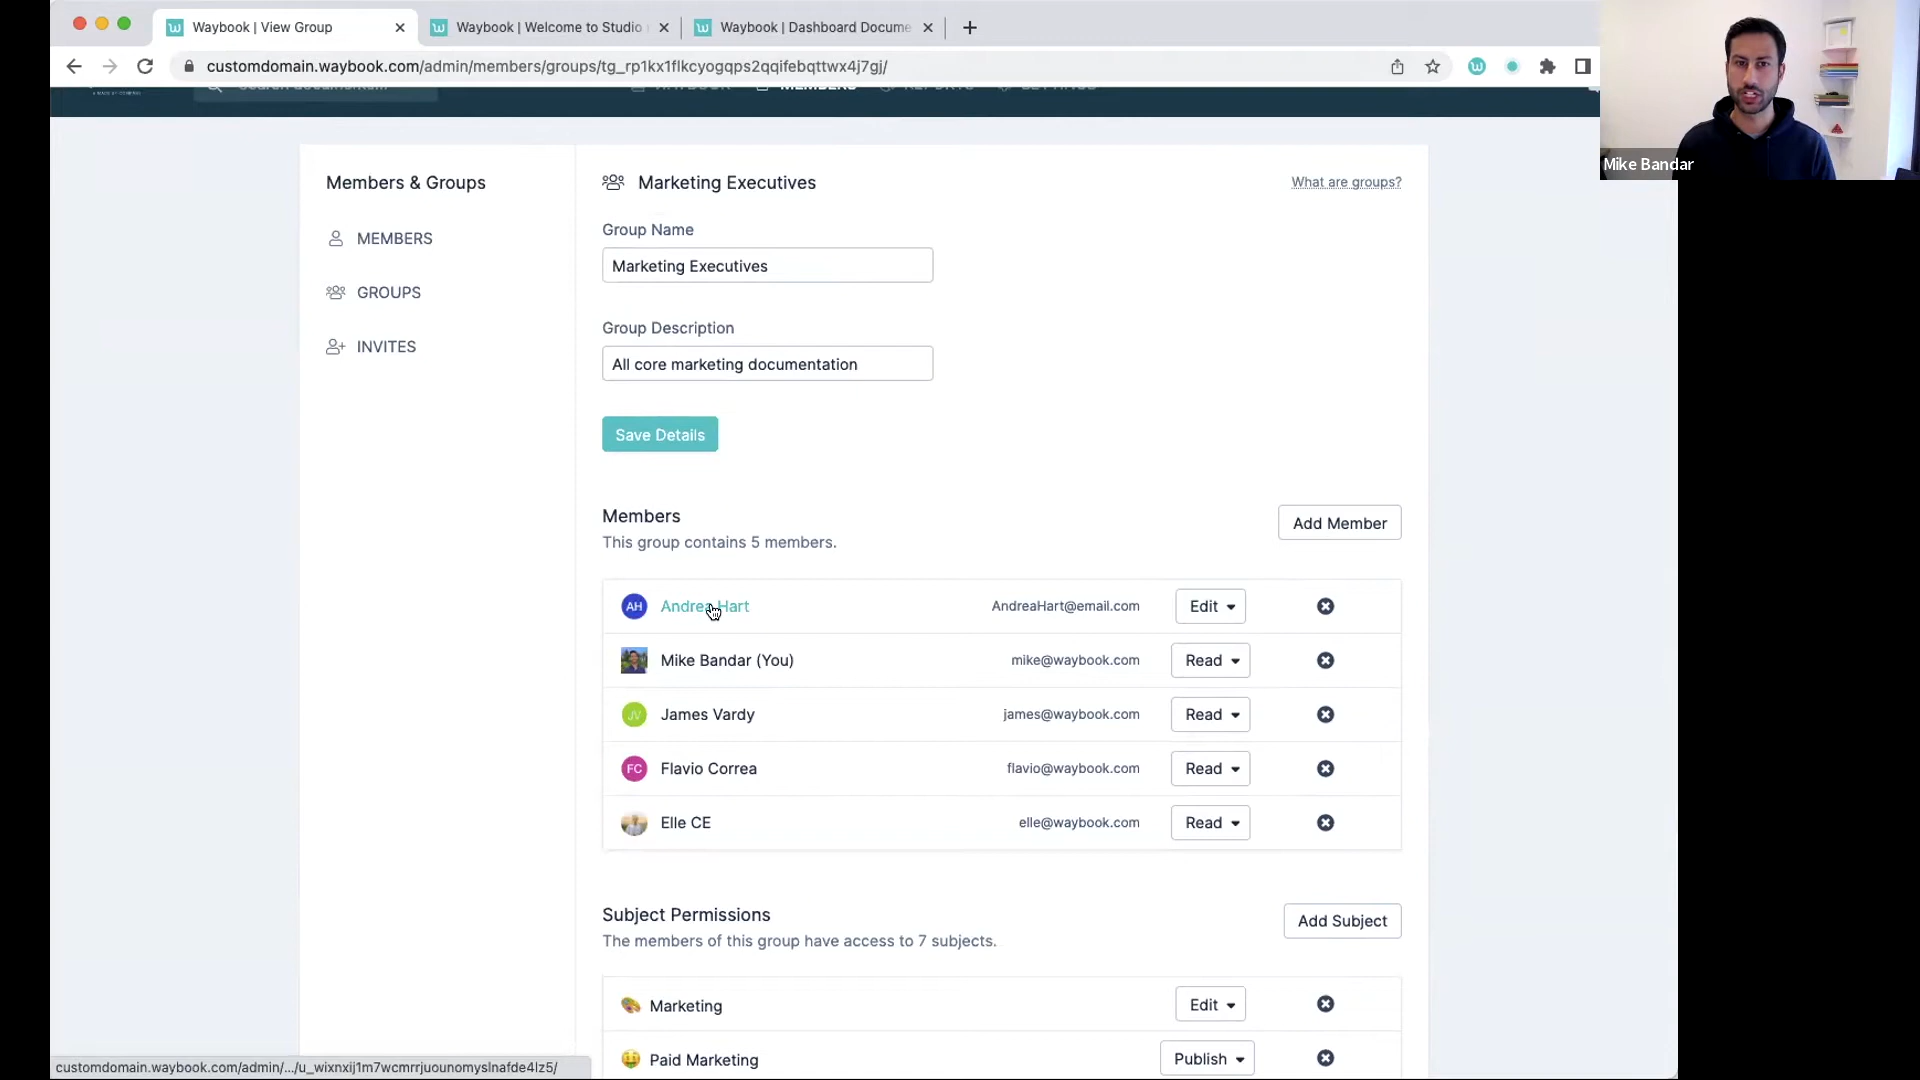 Waybook | View Group
Waybook | Welcome to Studio
Waybook | Dashboard Docume
customdomain.waybook.com/admin/members/groups/tg_rp1kx1flkcyogqps2qqifebqttwx4j7gj/
MEMBERS
Mike Bandar
Members & Groups
MEMBERS
GROUPS
INVITES
Marketing Executives
What are groups?
Group Name
Marketing Executives
Group Description
All core marketing documentation
Save Details
Members
Add Member
This group contains 5 members.
AH Andrea Hart AndreaHart@email.com Edit
Mike Bandar (You) mike@waybook.com Read
JV James Vardy james@waybook.com Read
FC Flavio Correa flavio@waybook.com Read
Elle CE elle@waybook.com Read
Subject Permissions
Add Subject
The members of this group have access to 7 subjects.
Marketing Edit
Paid Marketing Publish
customdomain.waybook.com/admin/.../u_wixnxij1m7wcmrrjuounomyslnafde4lz5/